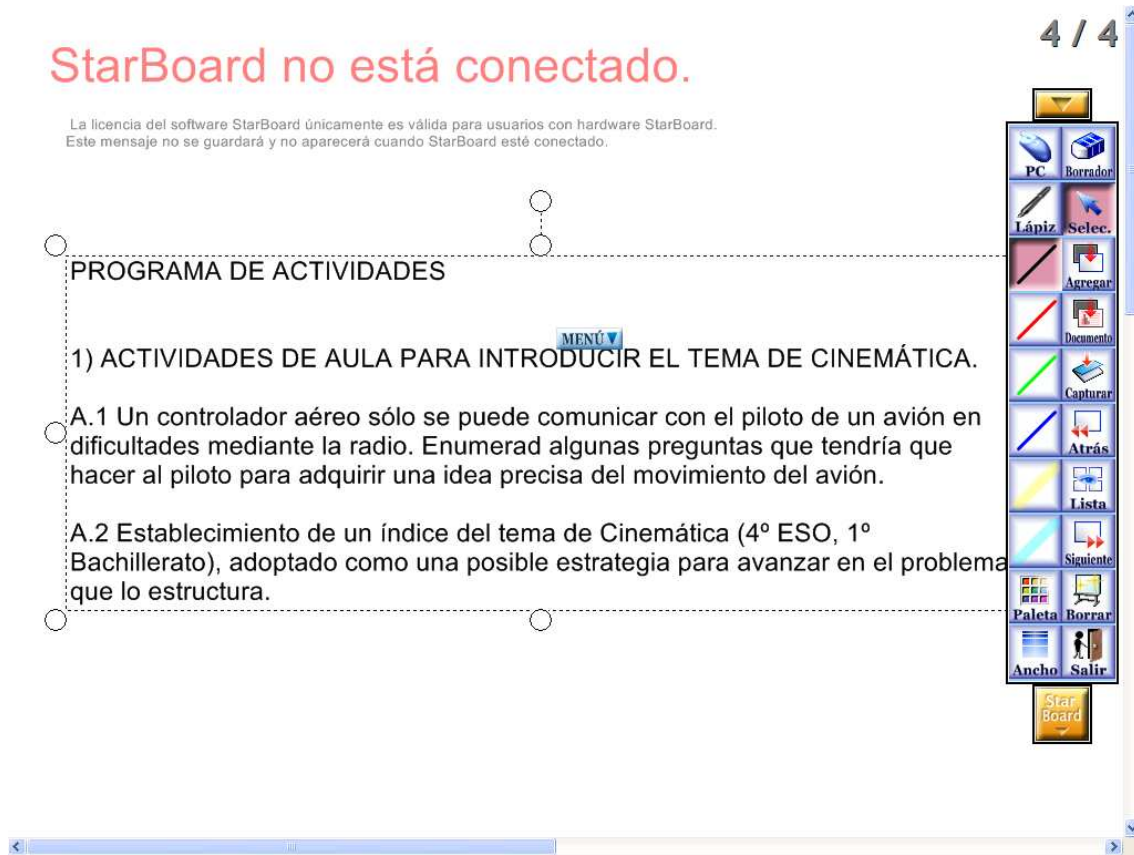 4 / 4
StarBoard no está conectado.
La licencia del software StarBoard únicamente es válida para usuarios con hardware StarBoard.
Este mensaje no se guardará y no aparecerá cuando StarBoard esté conectado.
PROGRAMA DE ACTIVIDADES
MENÚ
1) ACTIVIDADES DE AULA PARA INTRODUCIR EL TEMA DE CINEMÁTICA.
A.1 Un controlador aéreo sólo se puede comunicar con el piloto de un avión en
dificultades mediante la radio. Enumerad algunas preguntas que tendría que
hacer al piloto para adquirir una idea precisa del movimiento del avión.
A.2 Establecimiento de un índice del tema de Cinemática (4º ESO, 1º
Bachillerato), adoptado como una posible estrategia para avanzar en el problema
que lo estructura.
PC Borrador
Lápiz Selec.
Agregar
Documento
Capturar
Atrás
Lista
Siguiente
Paleta Borrar
Ancho Salir
Star
Board